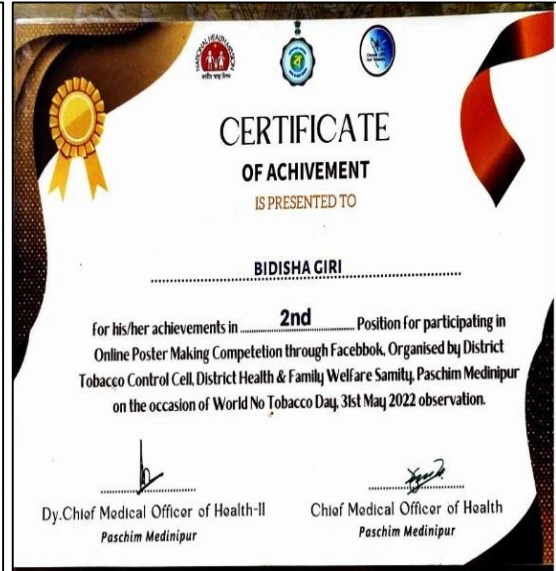 NATIONAL HEALTH MISSION
CERTIFICATE
OF ACHIVEMENT
IS PRESENTED TO
BIDISHA GIRI
For his/her achievements in 2nd Position for participating in
Online Poster Making Competetion through Facebbok, Organised by District
Tobacco Control Cell, District Health & Family Welfare Samity, Paschim Medinipur
on the occasion of World No Tobacco Day, 31st May 2022 observation.
Dy.Chief Medical Officer of Health-II
Paschim Medinipur
Chief Medical Officer of Health
Paschim Medinipur